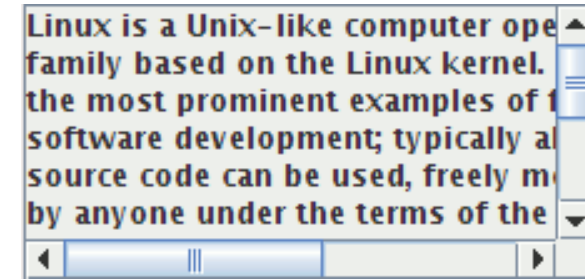 Linux is a Unix-like computer ope
family based on the Linux kernel.
the most prominent examples of f
software development; typically al
source code can be used, freely m
by anyone under the terms of the